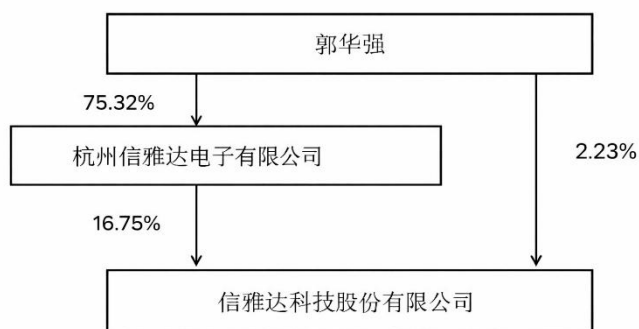 郭华强
75.32%
杭州信雅达电子有限公司
2.23%
16.75%
信雅达科技股份有限公司